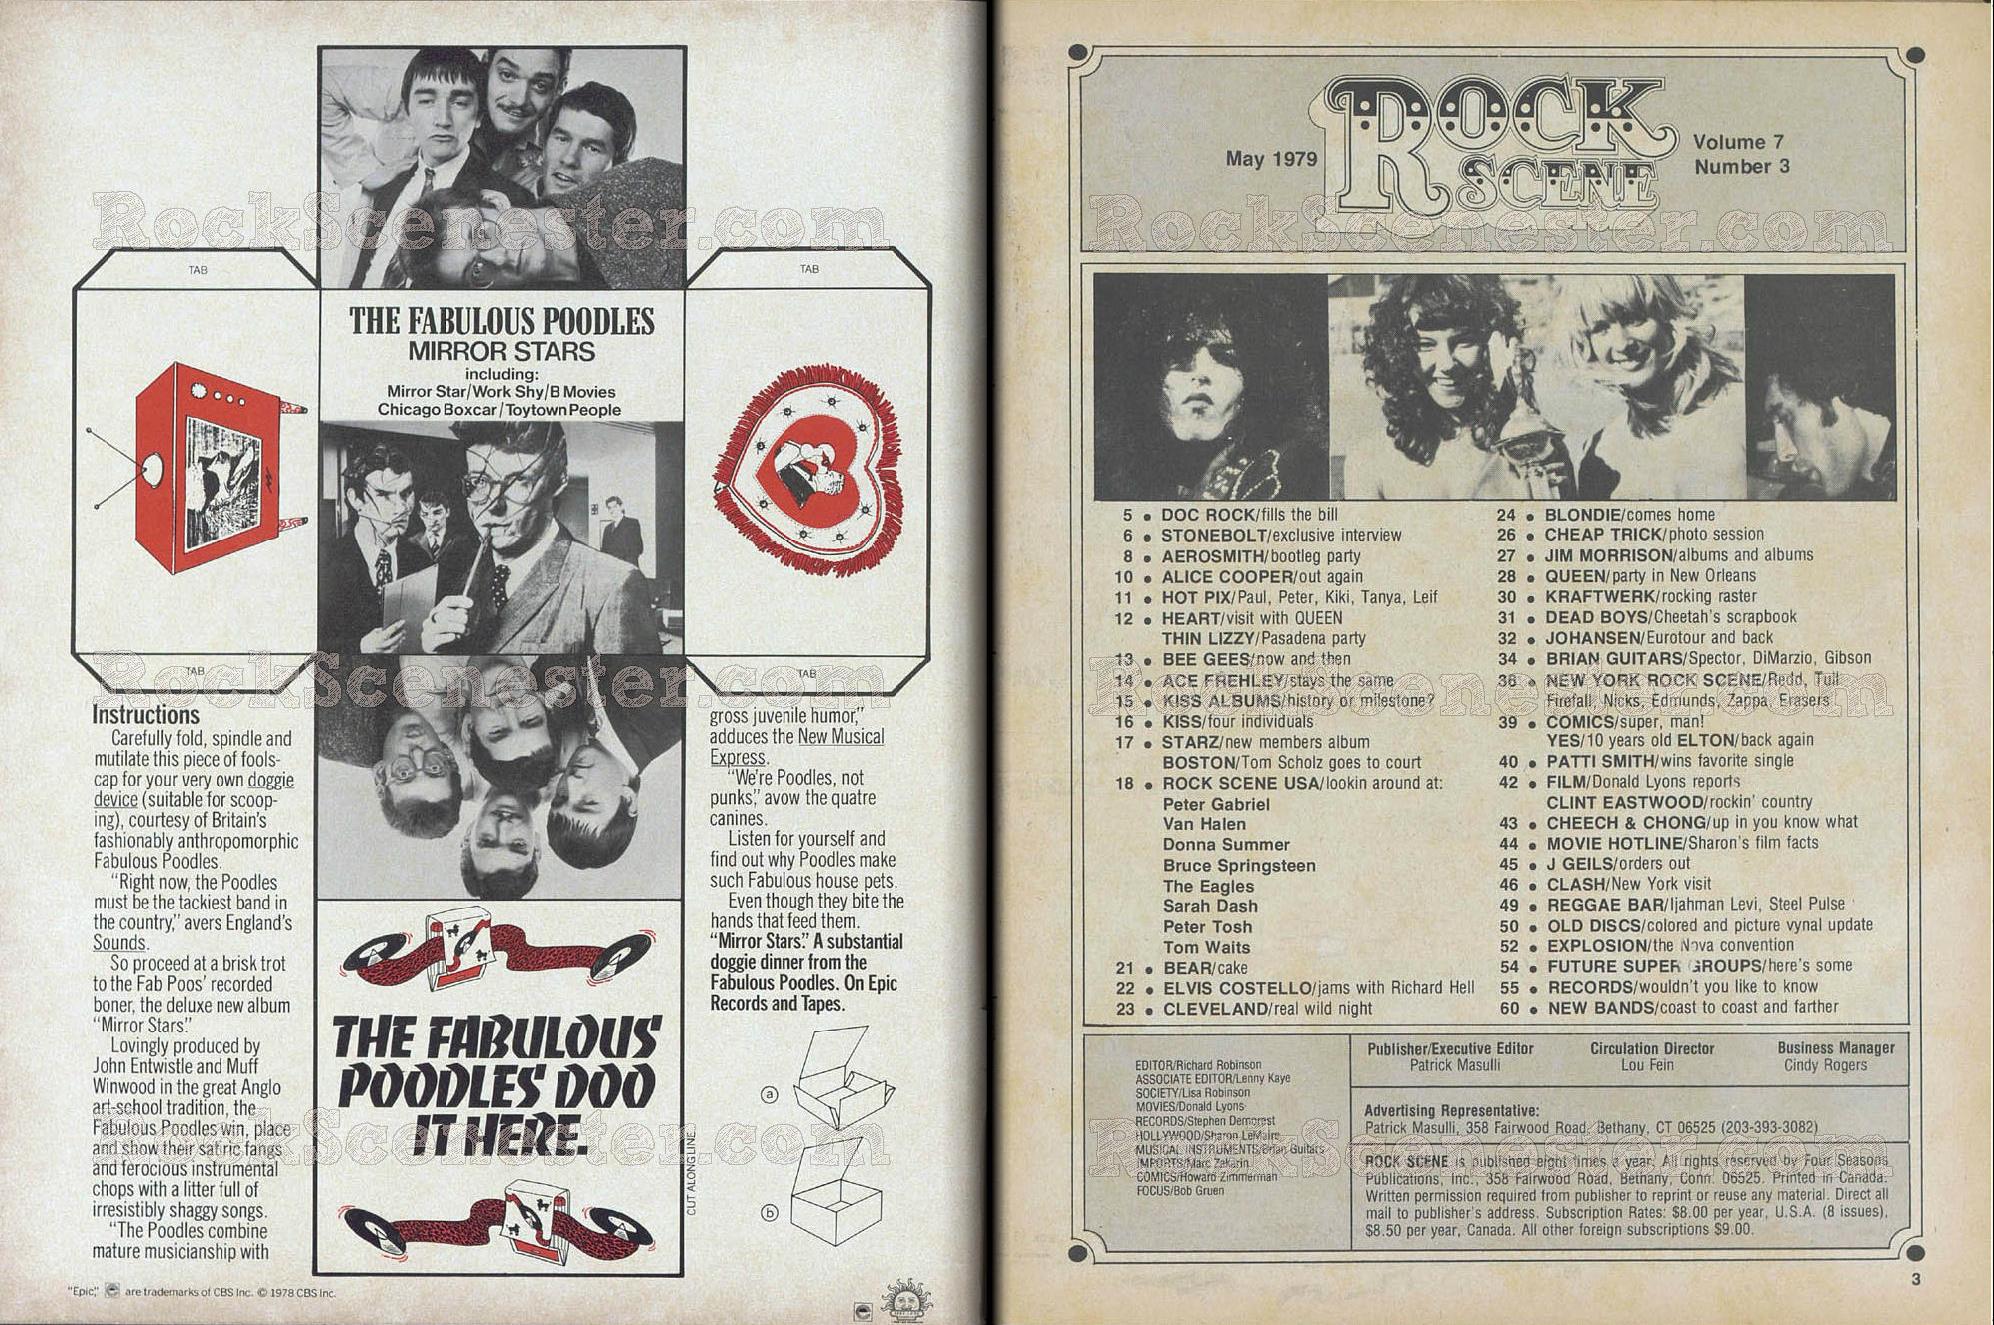 RockScenester.com
TAB
TAB
THE FABULOUS POODLES
MIRROR STARS
including:
Mirror Star/Work Shy/B Movies
Chicago Boxcar/Toytown People
TAB
TAB
RockScenester.com
Instructions
Carefully fold, spindle and
mutilate this piece of fools-
cap for your very own doggie
device (suitable for scoop-
ing), courtesy of Britain's
fashionably anthropomorphic
Fabulous Poodles.
"Right now, the Poodles
must be the tackiest band in
the country," avers England's
Sounds.
So proceed at a brisk trot
to the Fab Poos' recorded
boner, the deluxe new album
"Mirror Stars."
Lovingly produced by
John Entwistle and Muff
Winwood in the great Anglo
art-school tradition, the
Fabulous Poodles win, place
and show their satiric fangs
and ferocious instrumental
chops with a litter full of
irresistibly shaggy songs.
"The Poodles combine
mature musicianship with
gross juvenile humor,"
adduces the New Musical
Express.
"We're Poodles, not
punks," avow the quatre
canines.
Listen for yourself and
find out why Poodles make
such Fabulous house pets.
Even though they bite the
hands that feed them.
"Mirror Stars." A substantial
doggie dinner from the
Fabulous Poodles. On Epic
Records and Tapes.
THE FABULOUS
POODLES DOO
IT HERE.
RockScenester.com
CUT ALONG LINE
a
b
"Epic," are trademarks of CBS Inc. © 1978 CBS Inc.
May 1979
ROCK
SCENE
Volume 7
Number 3
RockScenester.com
5 • DOC ROCK/fills the bill
6 • STONEBOLT/exclusive interview
8 • AEROSMITH/bootleg party
10 • ALICE COOPER/out again
11 • HOT PIX/Paul, Peter, Kiki, Tanya, Leif
12 • HEART/visit with QUEEN
THIN LIZZY/Pasadena party
13 • BEE GEES/now and then
14 • ACE FREHLEY/stays the same
15 • KISS ALBUMS/history or milestone?
16 • KISS/four individuals
17 • STARZ/new members album
BOSTON/Tom Scholz goes to court
18 • ROCK SCENE USA/lookin around at:
Peter Gabriel
Van Halen
Donna Summer
Bruce Springsteen
The Eagles
Sarah Dash
Peter Tosh
Tom Waits
21 • BEAR/cake
22 • ELVIS COSTELLO/jams with Richard Hell
23 • CLEVELAND/real wild night
24 • BLONDIE/comes home
26 • CHEAP TRICK/photo session
27 • JIM MORRISON/albums and albums
28 • QUEEN/party in New Orleans
30 • KRAFTWERK/rocking raster
31 • DEAD BOYS/Cheetah's scrapbook
32 • JOHANSEN/Eurotour and back
34 • BRIAN GUITARS/Spector, DiMarzio, Gibson
36 • NEW YORK ROCK SCENE/Redd, Tull
Firefall, Nicks, Edmunds, Zappa, Erasers
39 • COMICS/super, man!
YES/10 years old ELTON/back again
40 • PATTI SMITH/wins favorite single
42 • FILM/Donald Lyons reports
CLINT EASTWOOD/rockin' country
43 • CHEECH & CHONG/up in you know what
44 • MOVIE HOTLINE/Sharon's film facts
45 • J GEILS/orders out
46 • CLASH/New York visit
49 • REGGAE BAR/Ijahman Levi, Steel Pulse
50 • OLD DISCS/colored and picture vynal update
52 • EXPLOSION/the Nova convention
54 • FUTURE SUPER GROUPS/here's some
55 • RECORDS/wouldn't you like to know
60 • NEW BANDS/coast to coast and farther
RockScenester.com
EDITOR/Richard Robinson
ASSOCIATE EDITOR/Lenny Kaye
SOCIETY/Lisa Robinson
MOVIES/Donald Lyons
RECORDS/Stephen Demorest
HOLLYWOOD/Sharon LeMaire
MUSICAL INSTRUMENTS/Brian Guitars
IMPORTS/Marc Zakarin
COMICS/Howard Zimmerman
FOCUS/Bob Gruen
Publisher/Executive Editor
Patrick Masulli
Circulation Director
Lou Fein
Business Manager
Cindy Rogers
Advertising Representative:
Patrick Masulli, 358 Fairwood Road, Bethany, CT 06525 (203-393-3082)
RockScenester.com
ROCK SCENE is published eight times a year. All rights reserved by Four Seasons
Publications, Inc., 358 Fairwood Road, Bethany, Conn. 06525. Printed in Canada.
Written permission required from publisher to reprint or reuse any material. Direct all
mail to publisher's address. Subscription Rates: $8.00 per year, U.S.A. (8 issues),
$8.50 per year, Canada. All other foreign subscriptions $9.00.
3